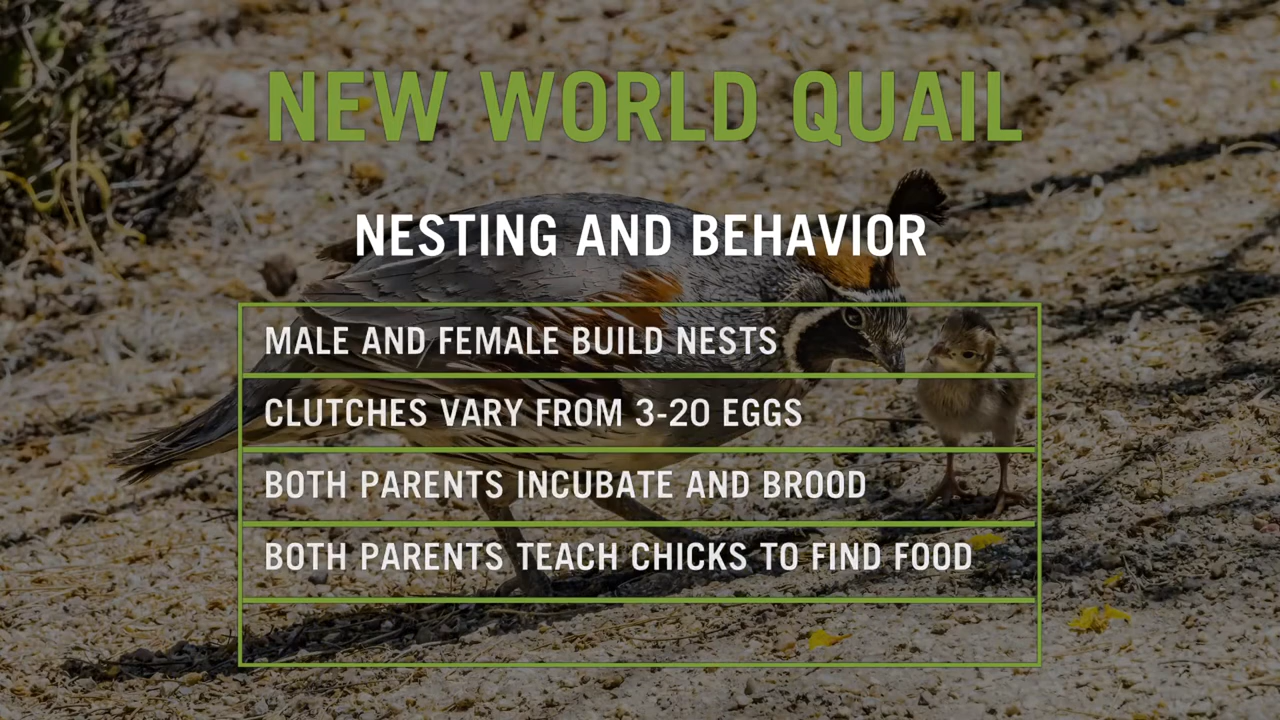 NEW WORLD QUAIL
NESTING AND BEHAVIOR
MALE AND FEMALE BUILD NESTS
CLUTCHES VARY FROM 3-20 EGGS
BOTH PARENTS INCUBATE AND BROOD
BOTH PARENTS TEACH CHICKS TO FIND FOOD